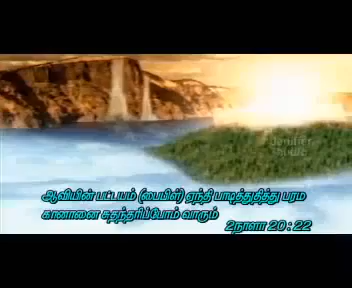 ஆவியின் பட்டயம் (பைபிள்) ஏந்தி பாடித்துதித்து பரம
கானானை சுதந்தரிப்போம் வாரும்
2நாளா 20 : 22